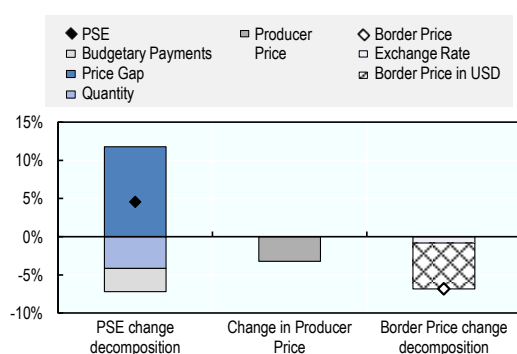 PSE
Budgetary Payments
Price Gap
Quantity
Producer
Price
Border Price
Exchange Rate
Border Price in USD
15%
10%
5%
0%
-5%
-10%
PSE change
decomposition
Change in Producer
Price
Border Price change
decomposition